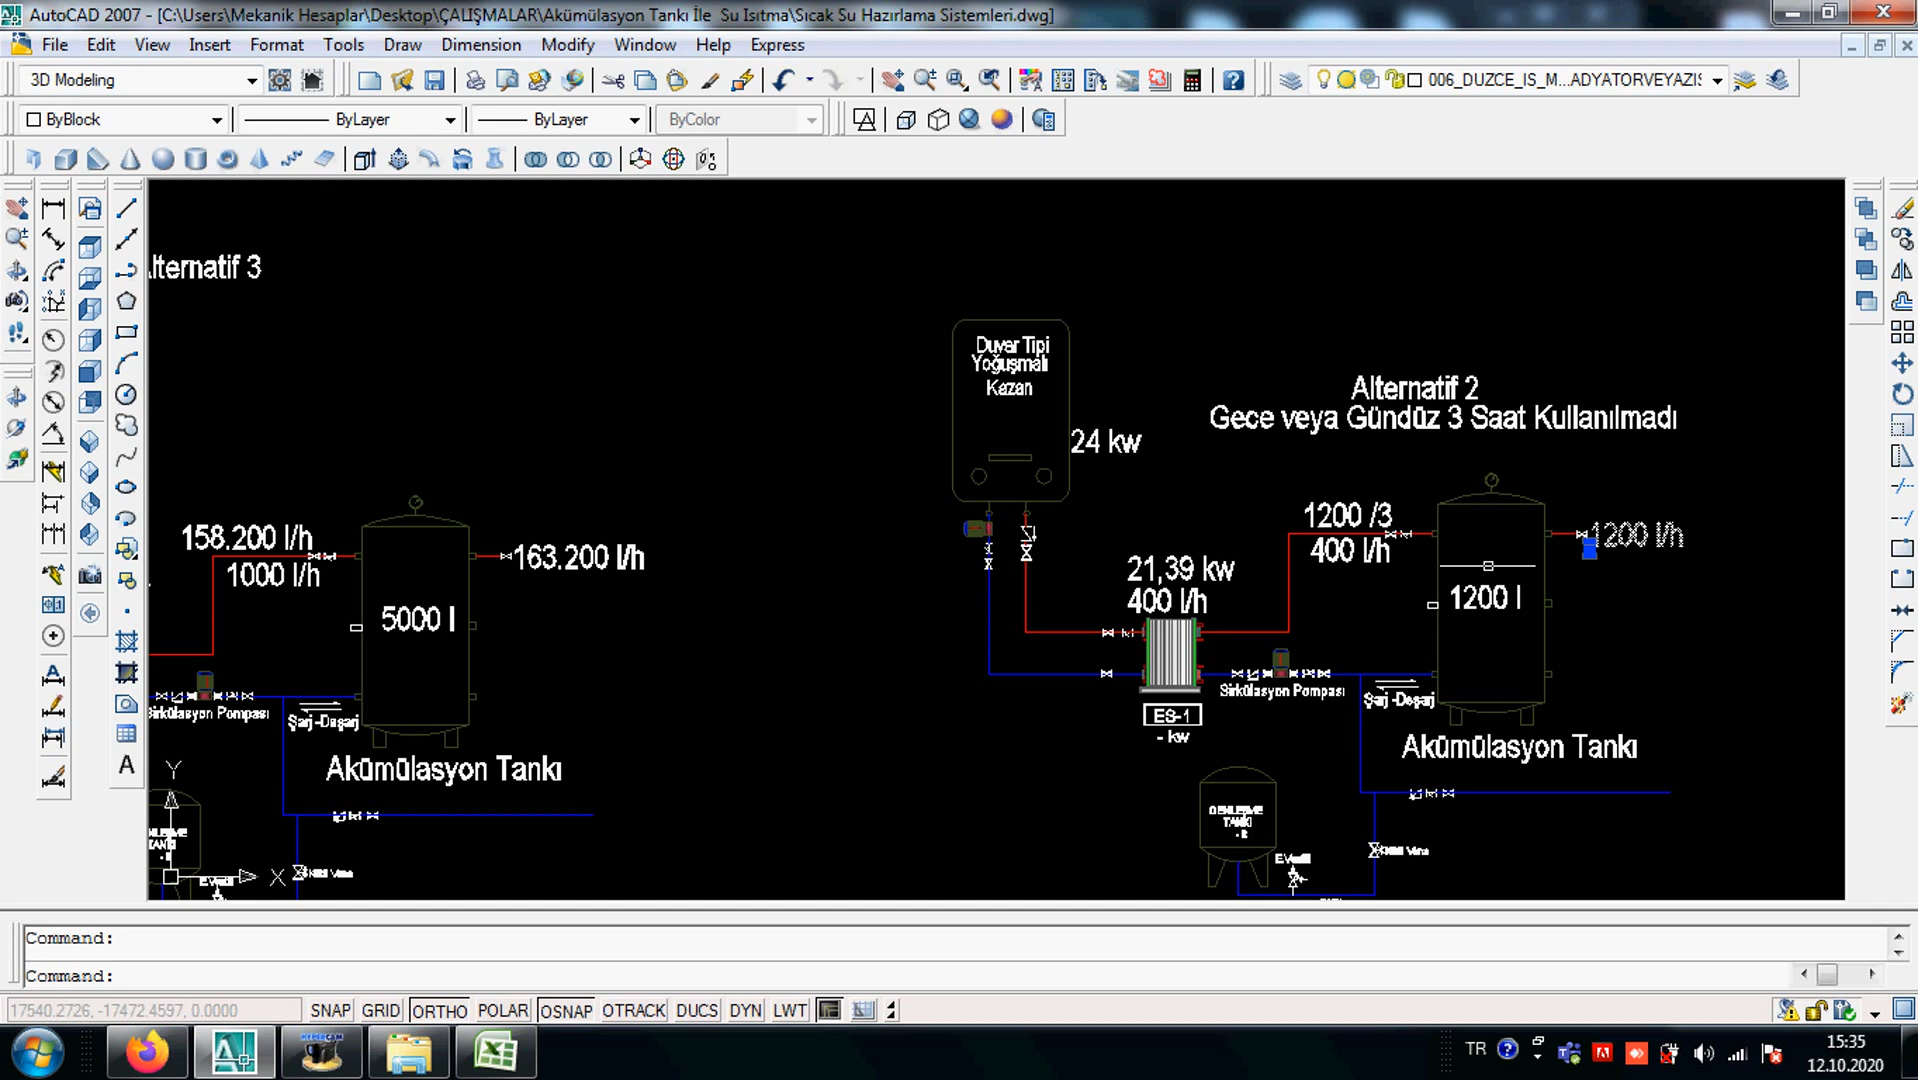 AutoCAD 2007 - [C:\Users\Mekanik Hesaplar\Desktop\ÇALIŞMALAR\Akümülasyon Tankı İle Su Isıtma\Sıcak Su Hazırlama Sistemleri.dwg]
File Edit View Insert Format Tools Draw Dimension Modify Window Help Express
3D Modeling
006_DUZCE_IS_M...ADYATORVEYAZIS
ByBlock ByLayer ByLayer ByColor
lternatif 3
Duvar Tipi
Yoğuşmalı
Kazan
24 kw
Alternatif 2
Gece veya Gündüz 3 Saat Kullanılmadı
158.200 l/h
1000 l/h
163.200 l/h
5000 l
Sirkülasyon Pompası
Şarj -Deşarj
Akümülasyon Tankı
21,39 kw
400 l/h
1200 /3
400 l/h
1200 l/h
1200 l
ES-1
- kw
Sirkülasyon Pompası
Şarj -Deşarj
Akümülasyon Tankı
GENLEŞME
TANKI
Y
X
Command:
Command:
17540.2726, -17472.4597, 0.0000
SNAP GRID ORTHO POLAR OSNAP OTRACK DUCS DYN LWT
TR
15:35
12.10.2020